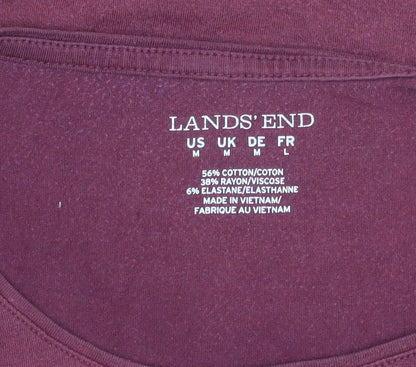 LANDS' END
US UK DE FR
M M M L
56% COTTON/COTON
38% RAYON/VISCOSE
6% ELASTANE/ELASTHANNE
MADE IN VIETNAM/
FABRIQUE AU VIETNAM